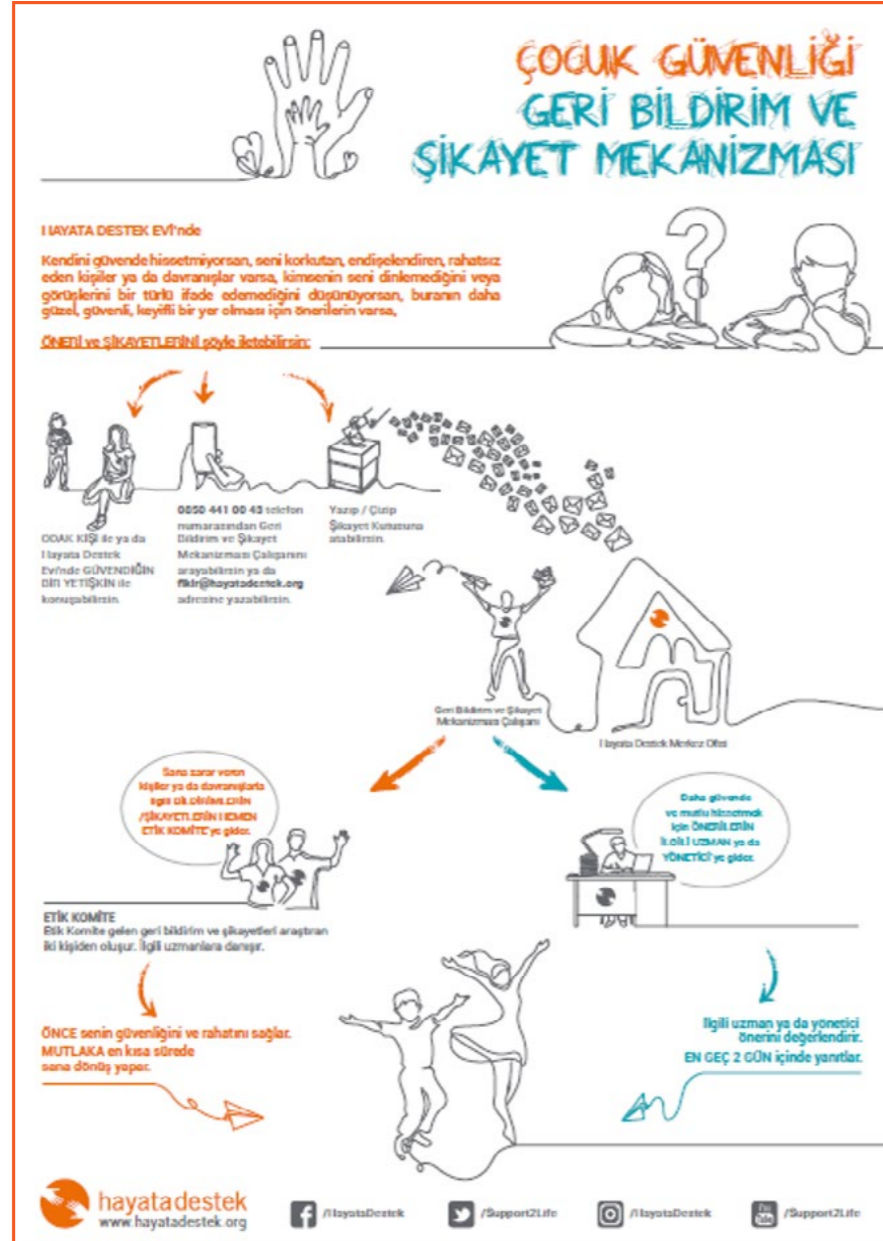 ÇOCUK GÜVENLİĞİ
GERİ BİLDİRİM VE
ŞİKAYET MEKANİZMASI
HAYATA DESTEK EVİ'nde
Kendini güvende hissetmiyorsan, seni korkutan, endişelendiren, rahatsız
eden kişiler ya da davranışlar varsa, kimsenin seni dinlemediğini veya
görüşlerini bir türlü ifade edemediğini düşünüyorsan, buranın daha
güzel, güvenli, keyifli bir yer olması için önerilerin varsa,
ÖNERİ ve ŞİKAYETLERİNİ şöyle iletebilirsin:
ODAK KİŞİ ile ya da
Hayata Destek
Evi'nde GÜVENDİĞİN
BİR YETİŞKİN ile
konuşabilirsin.
0850 441 00 43 telefon
numarasından Geri
Bildirim ve Şikayet
Mekanizması Çalışanını
arayabilirsin ya da
fikir@hayatadestek.org
adresine yazabilirsin.
Yazıp / Çizip
Şikayet Kutusuna
atabilirsin.
Geri Bildirim ve Şikayet
Mekanizması Çalışanı
Hayata Destek Merkez Ofisi
Sana zarar veren
kişiler ya da davranışlarla
ilgili BİLDİRİMLERİN
/ŞİKAYETLERİN HEMEN
ETİK KOMİTE'ye gider.
Daha güvende
ve mutlu hissetmek
için ÖNERİLERİN
İLGİLİ UZMAN ya da
YÖNETİCİ'ye gider.
ETİK KOMİTE
Etik Komite gelen geri bildirim ve şikayetleri araştıran
iki kişiden oluşur. İlgili uzmanlara danışır.
ÖNCE senin güvenliğini ve rahatını sağlar.
MUTLAKA en kısa sürede
sana dönüş yapar.
İlgili uzman ya da yönetici
önerini değerlendirir.
EN GEÇ 2 GÜN içinde yanıtlar.
hayatadestek
www.hayatadestek.org
/HayataDestek
/Support2Life
/HayataDestek
You Tube
/Support2Life